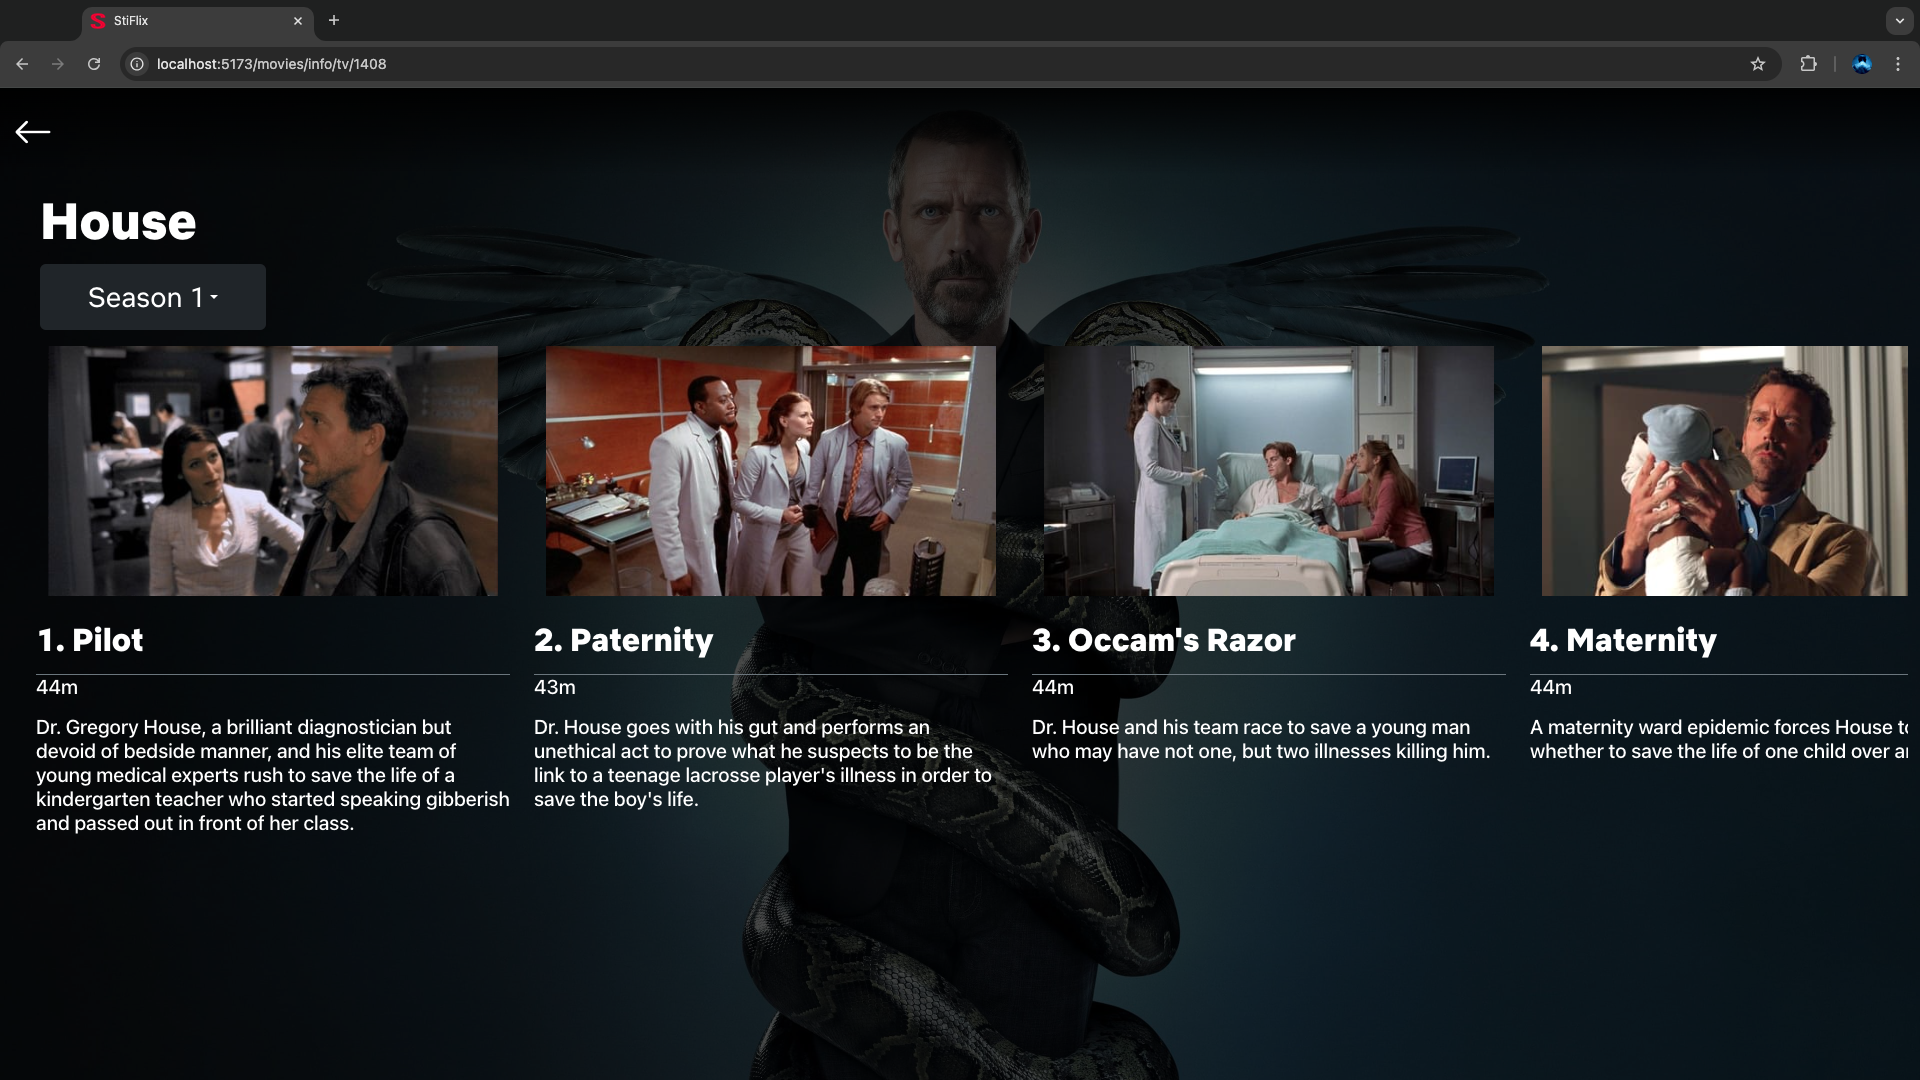 StiFlix
localhost:5173/movies/info/tv/1408
House
Season 1
1. Pilot
44m
Dr. Gregory House, a brilliant diagnostician but
devoid of bedside manner, and his elite team of
young medical experts rush to save the life of a
kindergarten teacher who started speaking gibberish
and passed out in front of her class.
2. Paternity
43m
Dr. House goes with his gut and performs an
unethical act to prove what he suspects to be the
link to a teenage lacrosse player's illness in order to
save the boy's life.
3. Occam's Razor
44m
Dr. House and his team race to save a young man
who may have not one, but two illnesses killing him.
4. Maternity
44m
A maternity ward epidemic forces House
whether to save the life of one child over